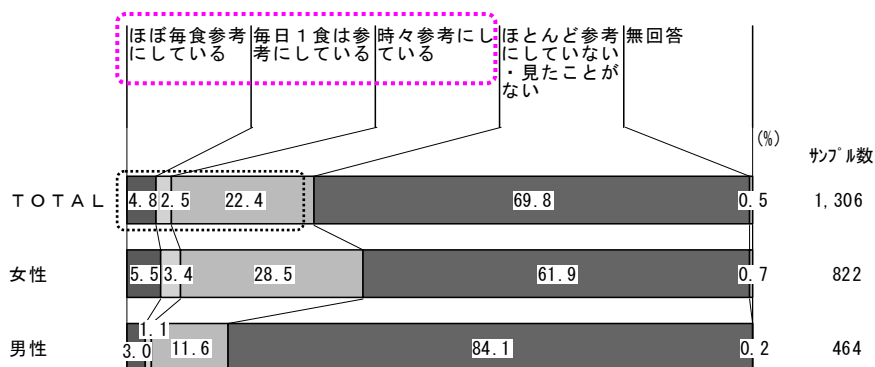 ほぼ毎食参考にしている
毎日１食は参考にしている
時々参考にしている
ほとんど参考にしていない・見たことがない
無回答
(%)
ｻﾝﾌﾟﾙ数
ＴＯＴＡＬ 4.8 2.5 22.4 69.8 0.5 1,306
女性 5.5 3.4 28.5 61.9 0.7 822
男性 3.0 1.1 11.6 84.1 0.2 464